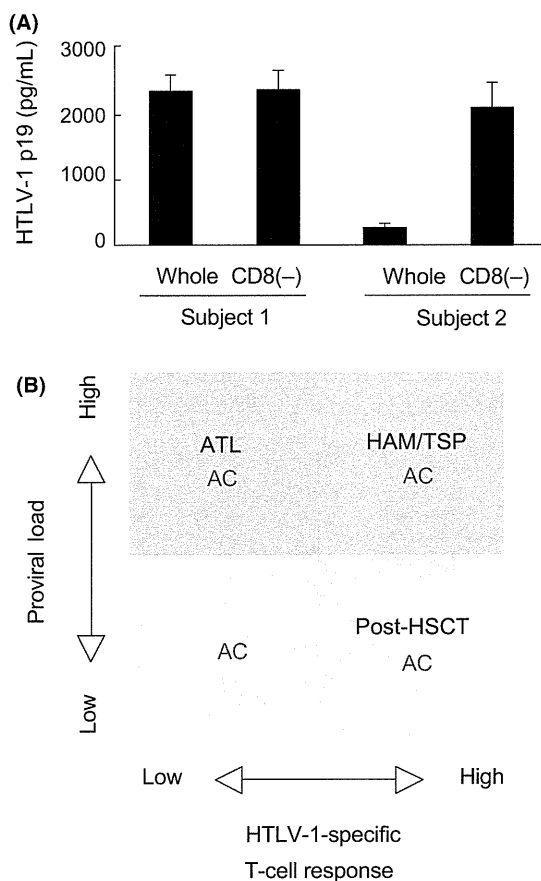 (A)
HTLV-1 p19 (pg/mL)
3000
2000
1000
0
Whole CD8(–) Whole CD8(–)
Subject 1 Subject 2
(B)
Proviral load
High
Low
ATL HAM/TSP
AC AC
Post-HSCT
AC AC
Low High
HTLV-1-specific
T-cell response